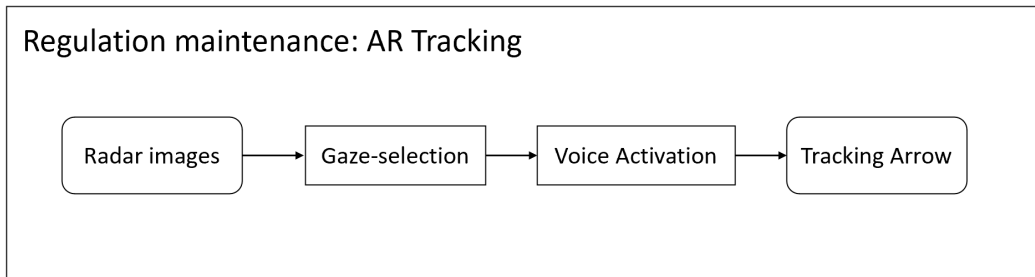 Regulation maintenance: AR Tracking
Radar images
Gaze-selection
Voice Activation
Tracking Arrow